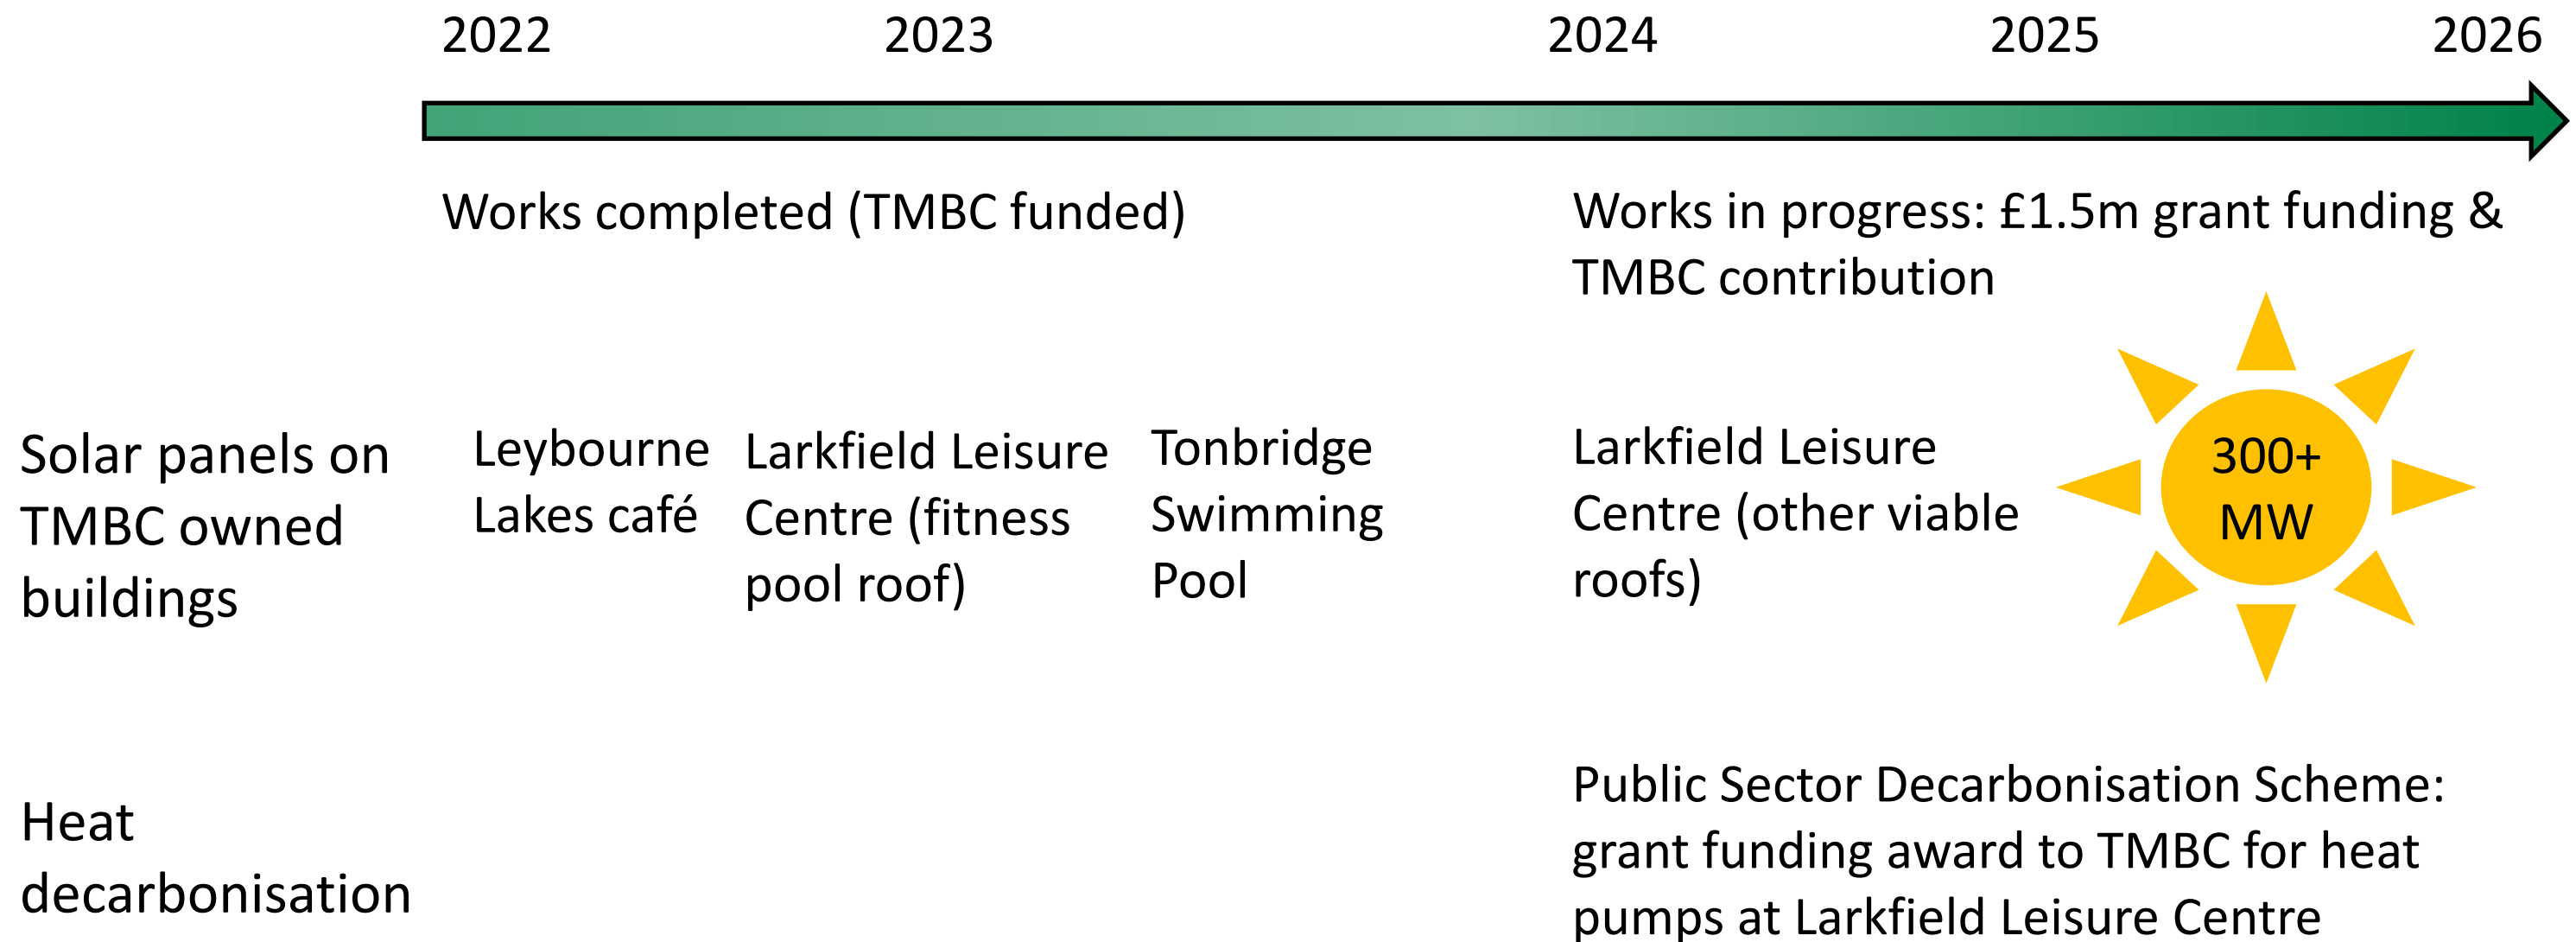 2022 2023 2024 2025 2026
Works completed (TMBC funded)
Works in progress: £1.5m grant funding &
TMBC contribution
Solar panels on
TMBC owned
buildings
Leybourne
Lakes café
Larkfield Leisure
Centre (fitness
pool roof)
Tonbridge
Swimming
Pool
Larkfield Leisure
Centre (other viable
roofs)
300+
MW
Heat
decarbonisation
Public Sector Decarbonisation Scheme:
grant funding award to TMBC for heat
pumps at Larkfield Leisure Centre